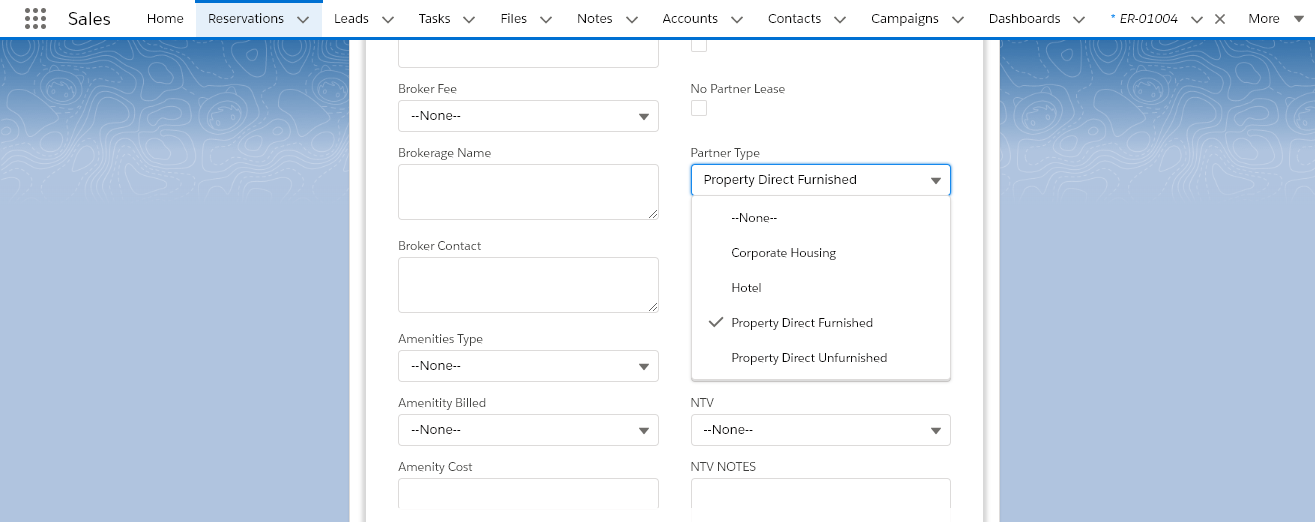 Sales Home Reservations Leads Tasks Files Notes Accounts Contacts Campaigns Dashboards * ER-01004 More
Broker Fee
--None--
Brokerage Name
Broker Contact
Amenities Type
--None--
Amenitity Billed
--None--
Amenity Cost
No Partner Lease
Partner Type
Property Direct Furnished
--None--
Corporate Housing
Hotel
Property Direct Furnished
Property Direct Unfurnished
NTV
--None--
NTV NOTES